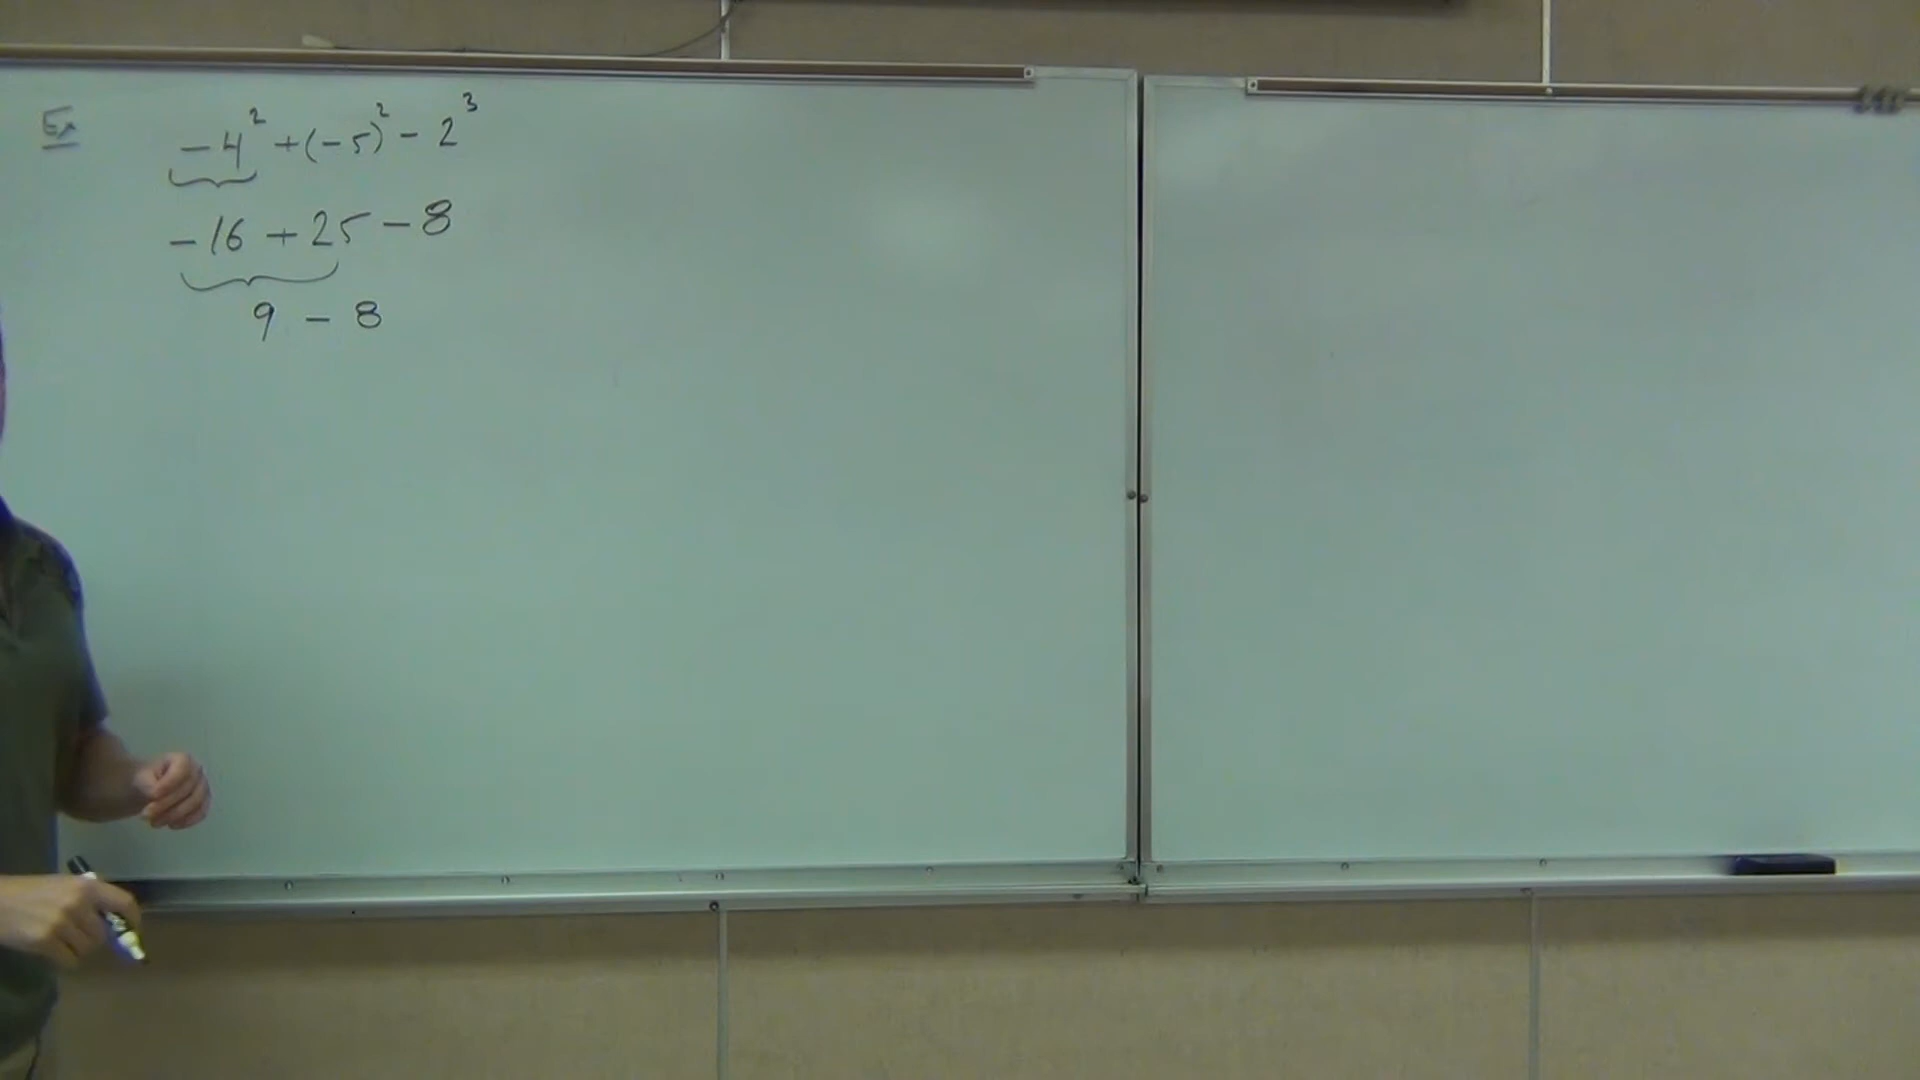 Ex -4² + (-5)² - 2³
-16 + 25 - 8
9 - 8